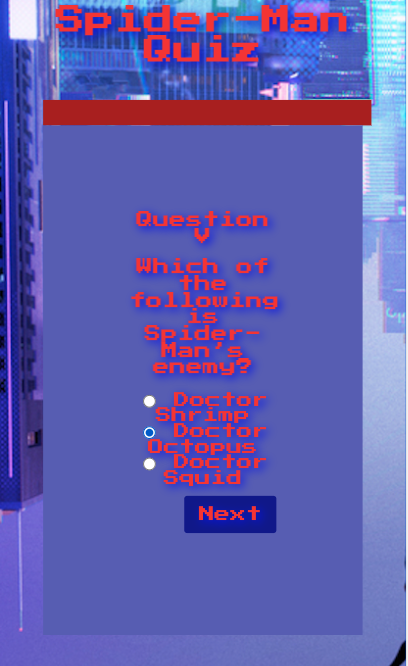 Spider-Man
Quiz
Question
V
Which of
the
following
is
Spider-
Man's
enemy?
Doctor
Shrimp
Doctor
Octopus
Doctor
Squid
Next